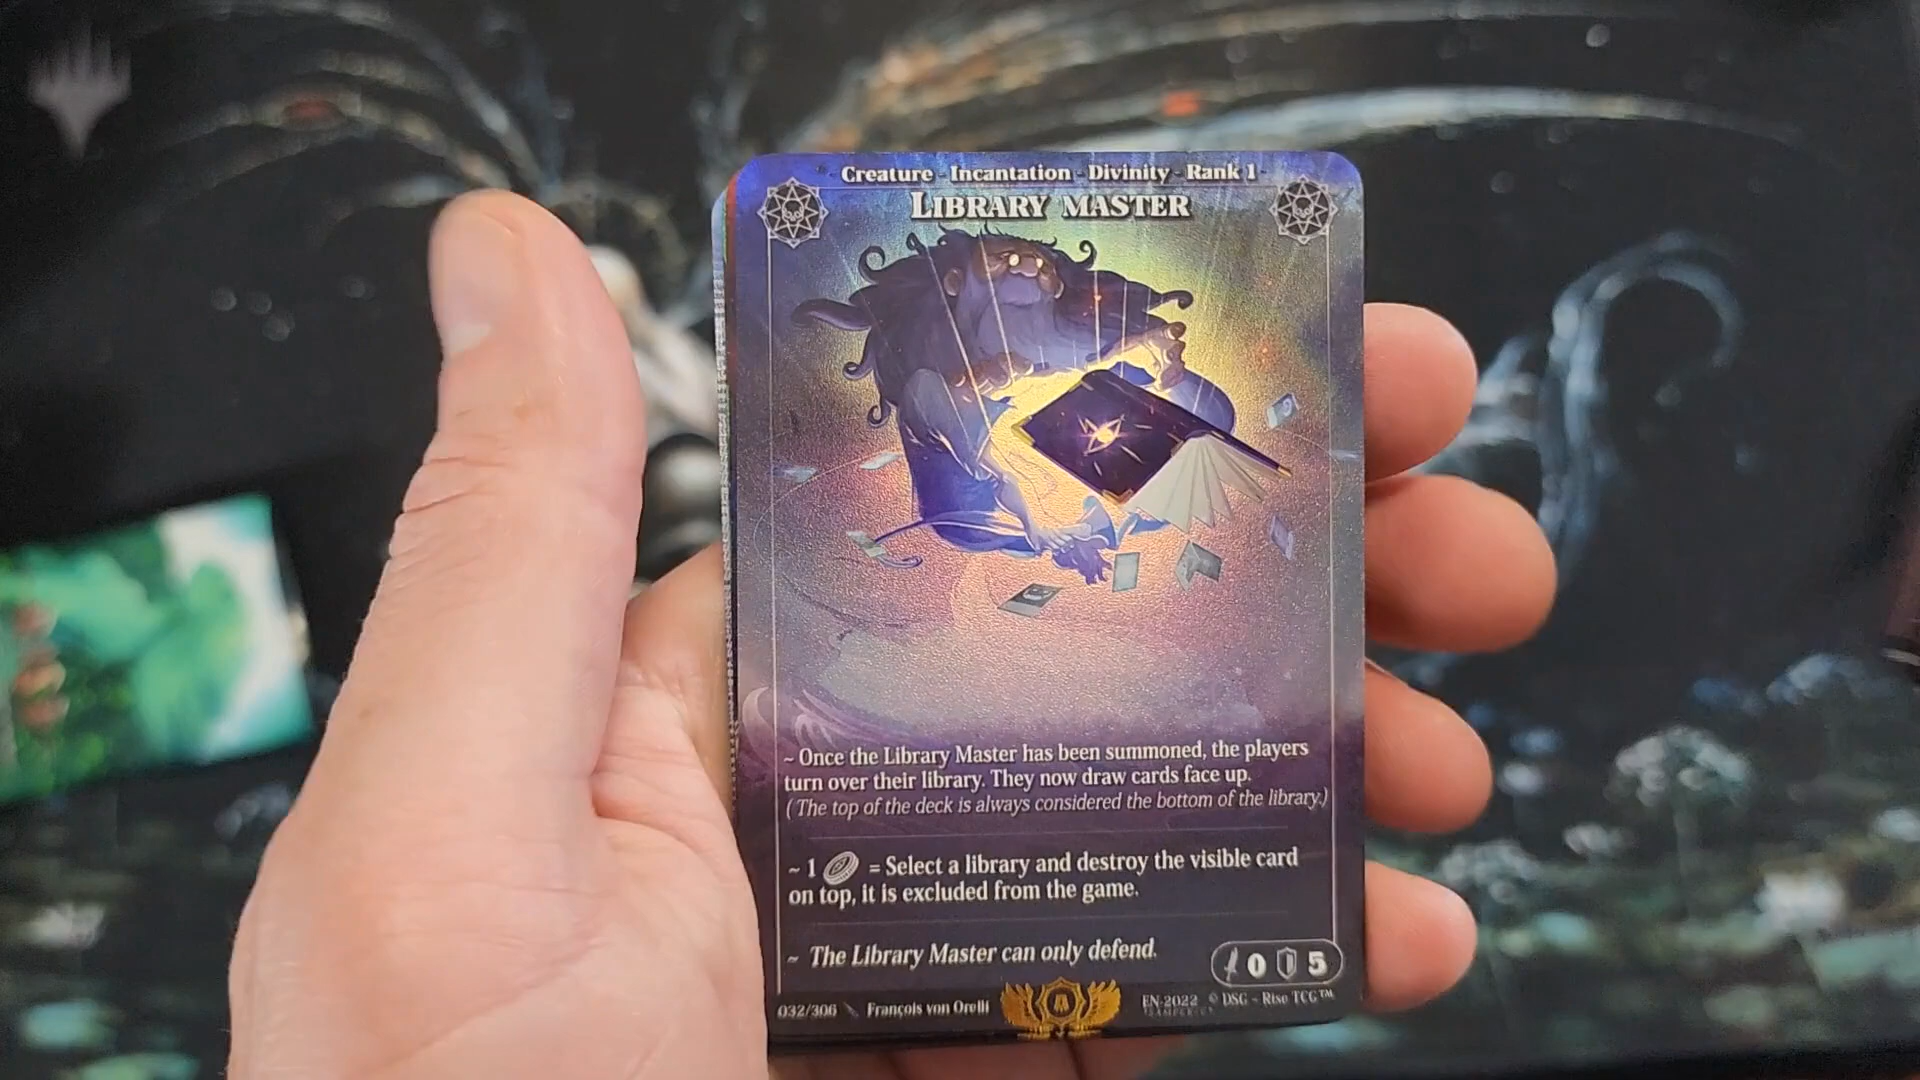 Creature - Incantation - Divinity - Rank 1
LIBRARY MASTER
~ Once the Library Master has been summoned, the players
turn over their library. They now draw cards face up.
( The top of the deck is always considered the bottom of the library.)
~ 1 = Select a library and destroy the visible card
on top, it is excluded from the game.
~ The Library Master can only defend.
0 5
032/306 François von Orelli EN-2022 © DSG - Rise TCG™